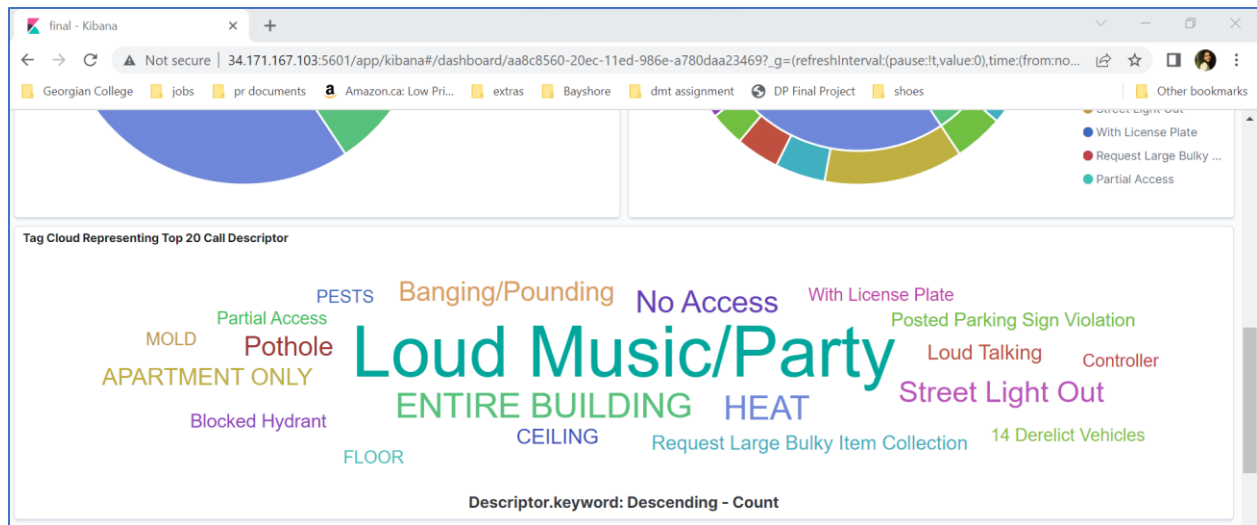 final - Kibana
Not secure | 34.171.167.103:5601/app/kibana#/dashboard/aa8c8560-20ec-11ed-986e-a780daa23469?_g=(refreshInterval:(pause:!t,value:0),time:(from:no...
Georgian College jobs pr documents Amazon.ca: Low Pri... extras Bayshore dmt assignment DP Final Project shoes Other bookmarks
Street Light Out
With License Plate
Request Large Bulky ...
Partial Access
Tag Cloud Representing Top 20 Call Descriptor
PESTS Banging/Pounding No Access With License Plate
Partial Access Posted Parking Sign Violation
MOLD Pothole Loud Music/Party Loud Talking Controller
APARTMENT ONLY ENTIRE BUILDING HEAT Street Light Out
Blocked Hydrant CEILING Request Large Bulky Item Collection 14 Derelict Vehicles
FLOOR
Descriptor.keyword: Descending - Count